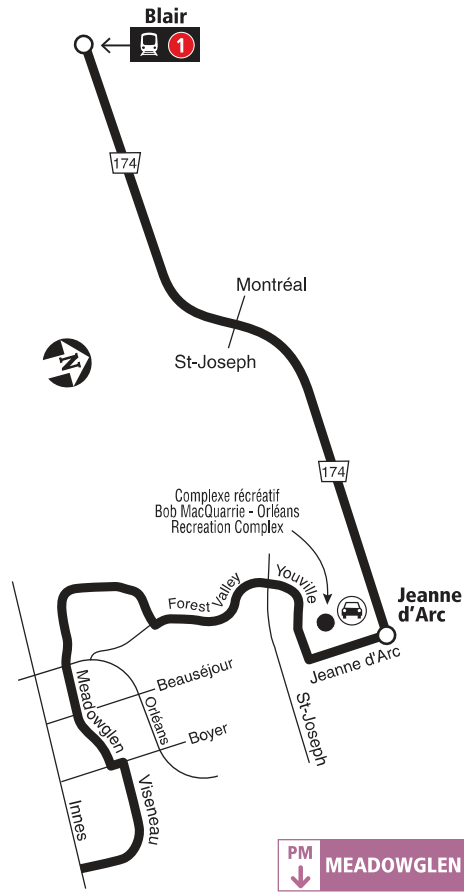 Blair
1
174
Montréal
St-Joseph
N
174
Complexe récréatif
Bob MacQuarrie - Orléans
Recreation Complex
Youville
Forest Valley
Jeanne
d'Arc
Jeanne d'Arc
St-Joseph
Meadowglen
Beauséjour
Orléans
Boyer
Viseneau
Innes
PM
MEADOWGLEN